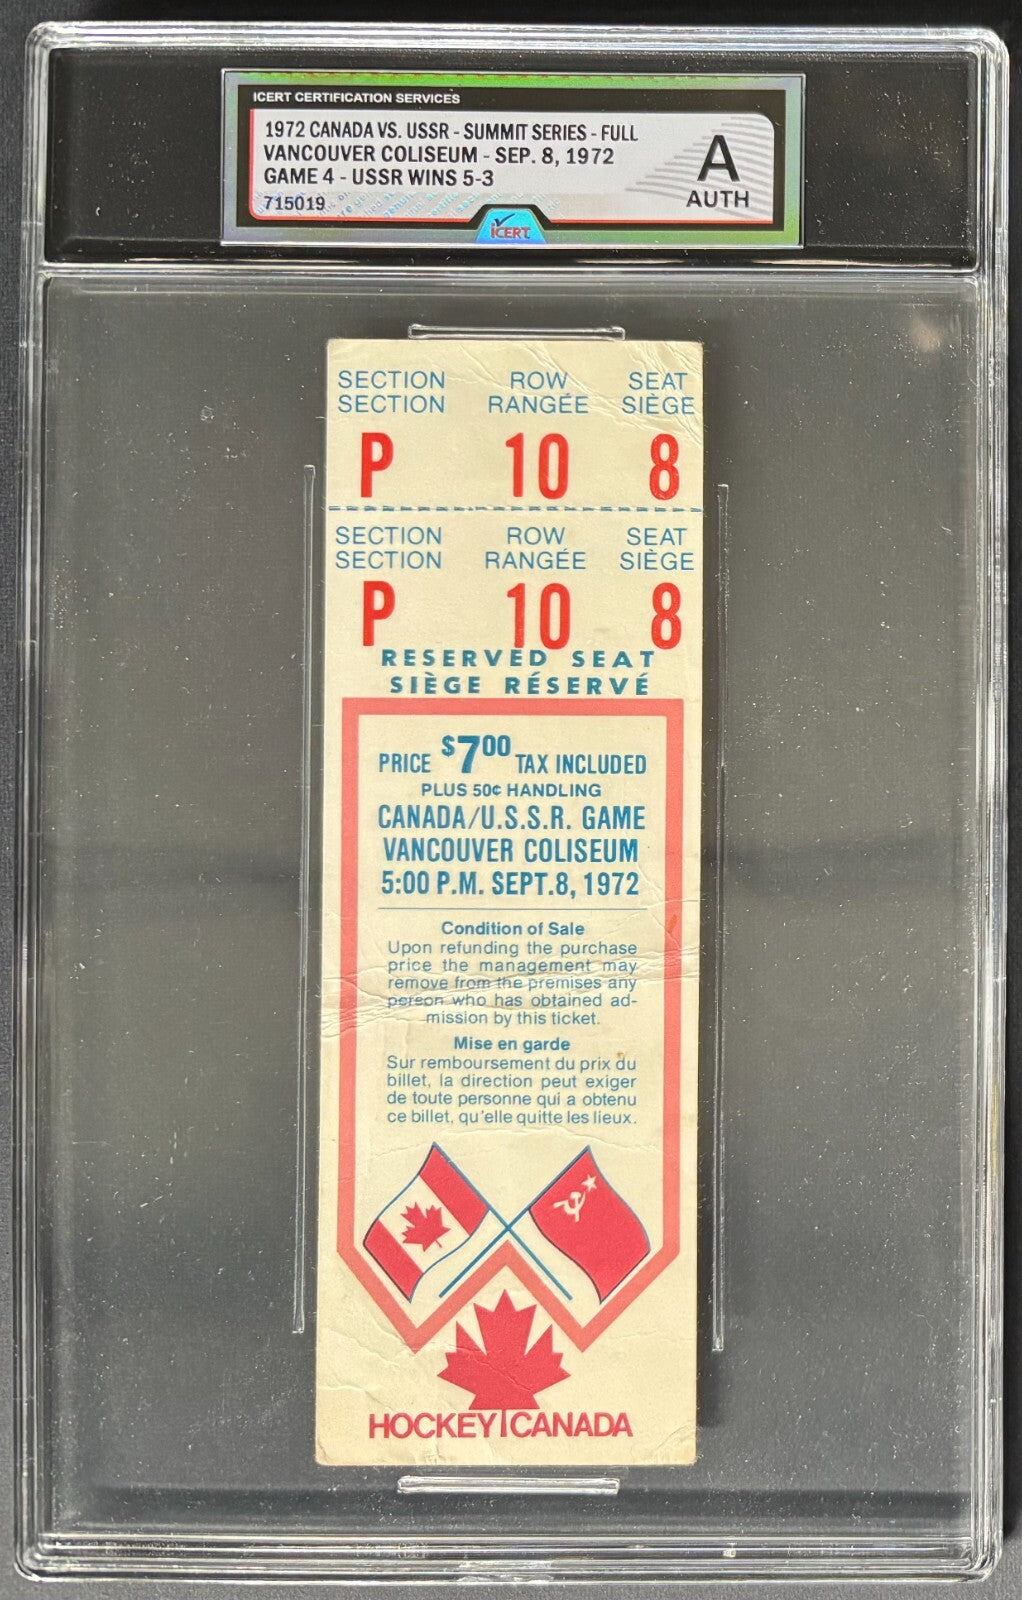 ICERT CERTIFICATION SERVICES
1972 CANADA VS. USSR - SUMMIT SERIES - FULL
VANCOUVER COLISEUM - SEP. 8, 1972
GAME 4 - USSR WINS 5-3
715019
A
AUTH
ICERT
SECTION ROW SEAT
SECTION RANGÉE SIÈGE
P 10 8
SECTION ROW SEAT
SECTION RANGÉE SIÈGE
P 10 8
RESERVED SEAT
SIÈGE RÉSERVÉ
PRICE $7.00 TAX INCLUDED
PLUS 50¢ HANDLING
CANADA/U.S.S.R. GAME
VANCOUVER COLISEUM
5:00 P.M. SEPT.8, 1972
Condition of Sale
Upon refunding the purchase
price the management may
remove from the premises any
person who has obtained ad-
mission by this ticket.
Mise en garde
Sur remboursement du prix du
billet, la direction peut exiger
de toute personne qui a obtenu
ce billet, qu'elle quitte les lieux.
HOCKEY CANADA